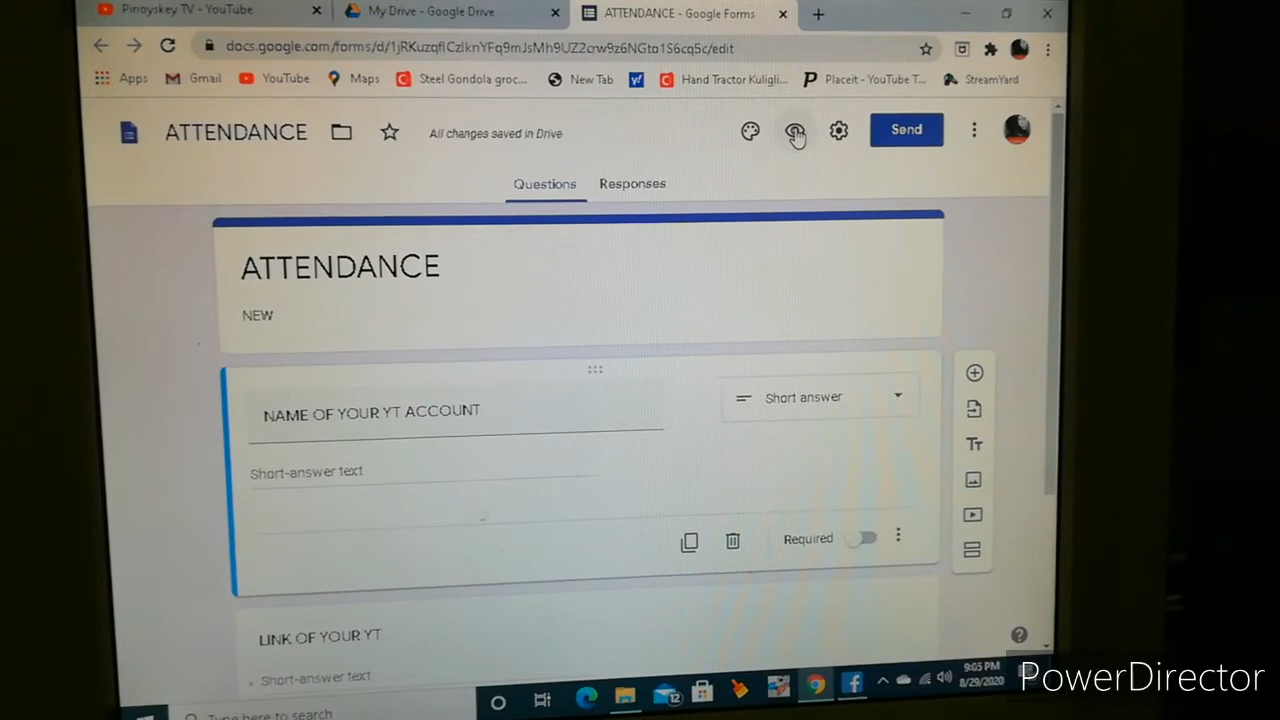 Pinoyskey TV - YouTube
My Drive - Google Drive
ATTENDANCE - Google Forms
docs.google.com/forms/d/1jRKuzqflCzlknYFq9mJsMh9UZ2crw9z6NGto1S6cq5c/edit
Apps
Gmail
YouTube
Maps
Steel Gondola groc...
New Tab
Hand Tractor Kuligli...
Placeit - YouTube T...
StreamYard
ATTENDANCE
All changes saved in Drive
Send
Questions
Responses
ATTENDANCE
NEW
NAME OF YOUR YT ACCOUNT
Short answer
Short-answer text
Required
LINK OF YOUR YT
Short-answer text
Type here to search
12
9:05 PM
8/29/2020
PowerDirector